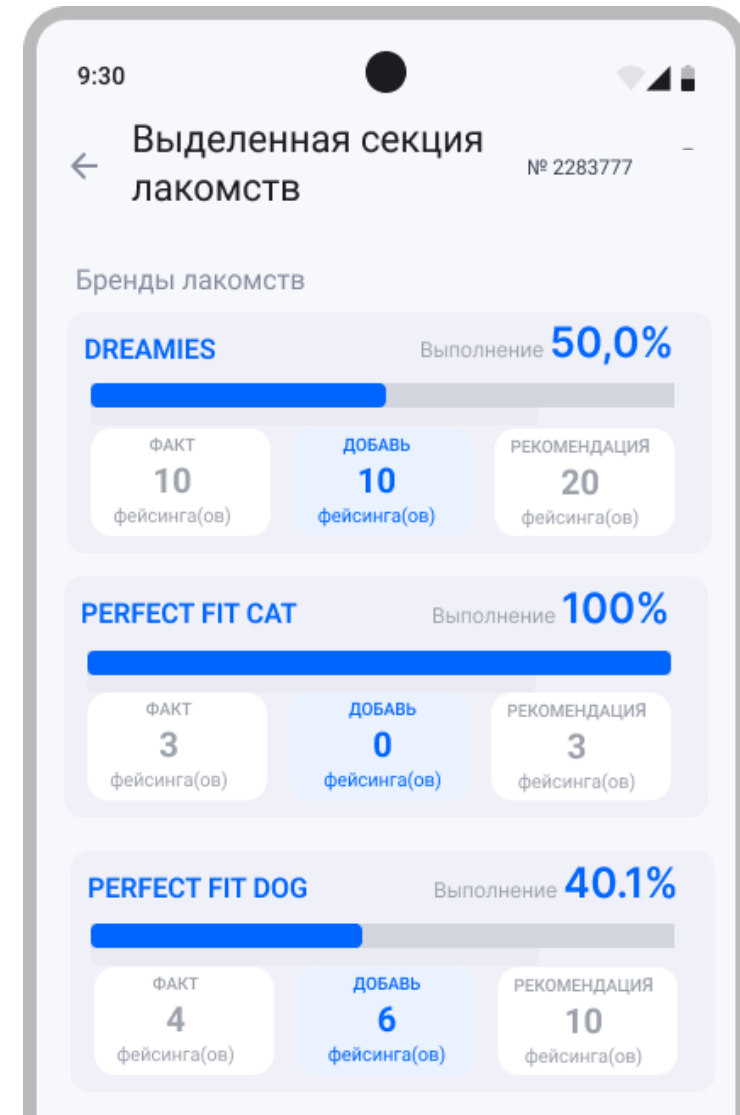 9:30
Выделенная секция
лакомств
№ 2283777
Бренды лакомств
DREAMIES Выполнение 50,0%
ФАКТ ДОБАВЬ РЕКОМЕНДАЦИЯ
10 10 20
фейсинга(ов) фейсинга(ов) фейсинга(ов)
PERFECT FIT CAT Выполнение 100%
ФАКТ ДОБАВЬ РЕКОМЕНДАЦИЯ
3 0 3
фейсинга(ов) фейсинга(ов) фейсинга(ов)
PERFECT FIT DOG Выполнение 40.1%
ФАКТ ДОБАВЬ РЕКОМЕНДАЦИЯ
4 6 10
фейсинга(ов) фейсинга(ов) фейсинга(ов)